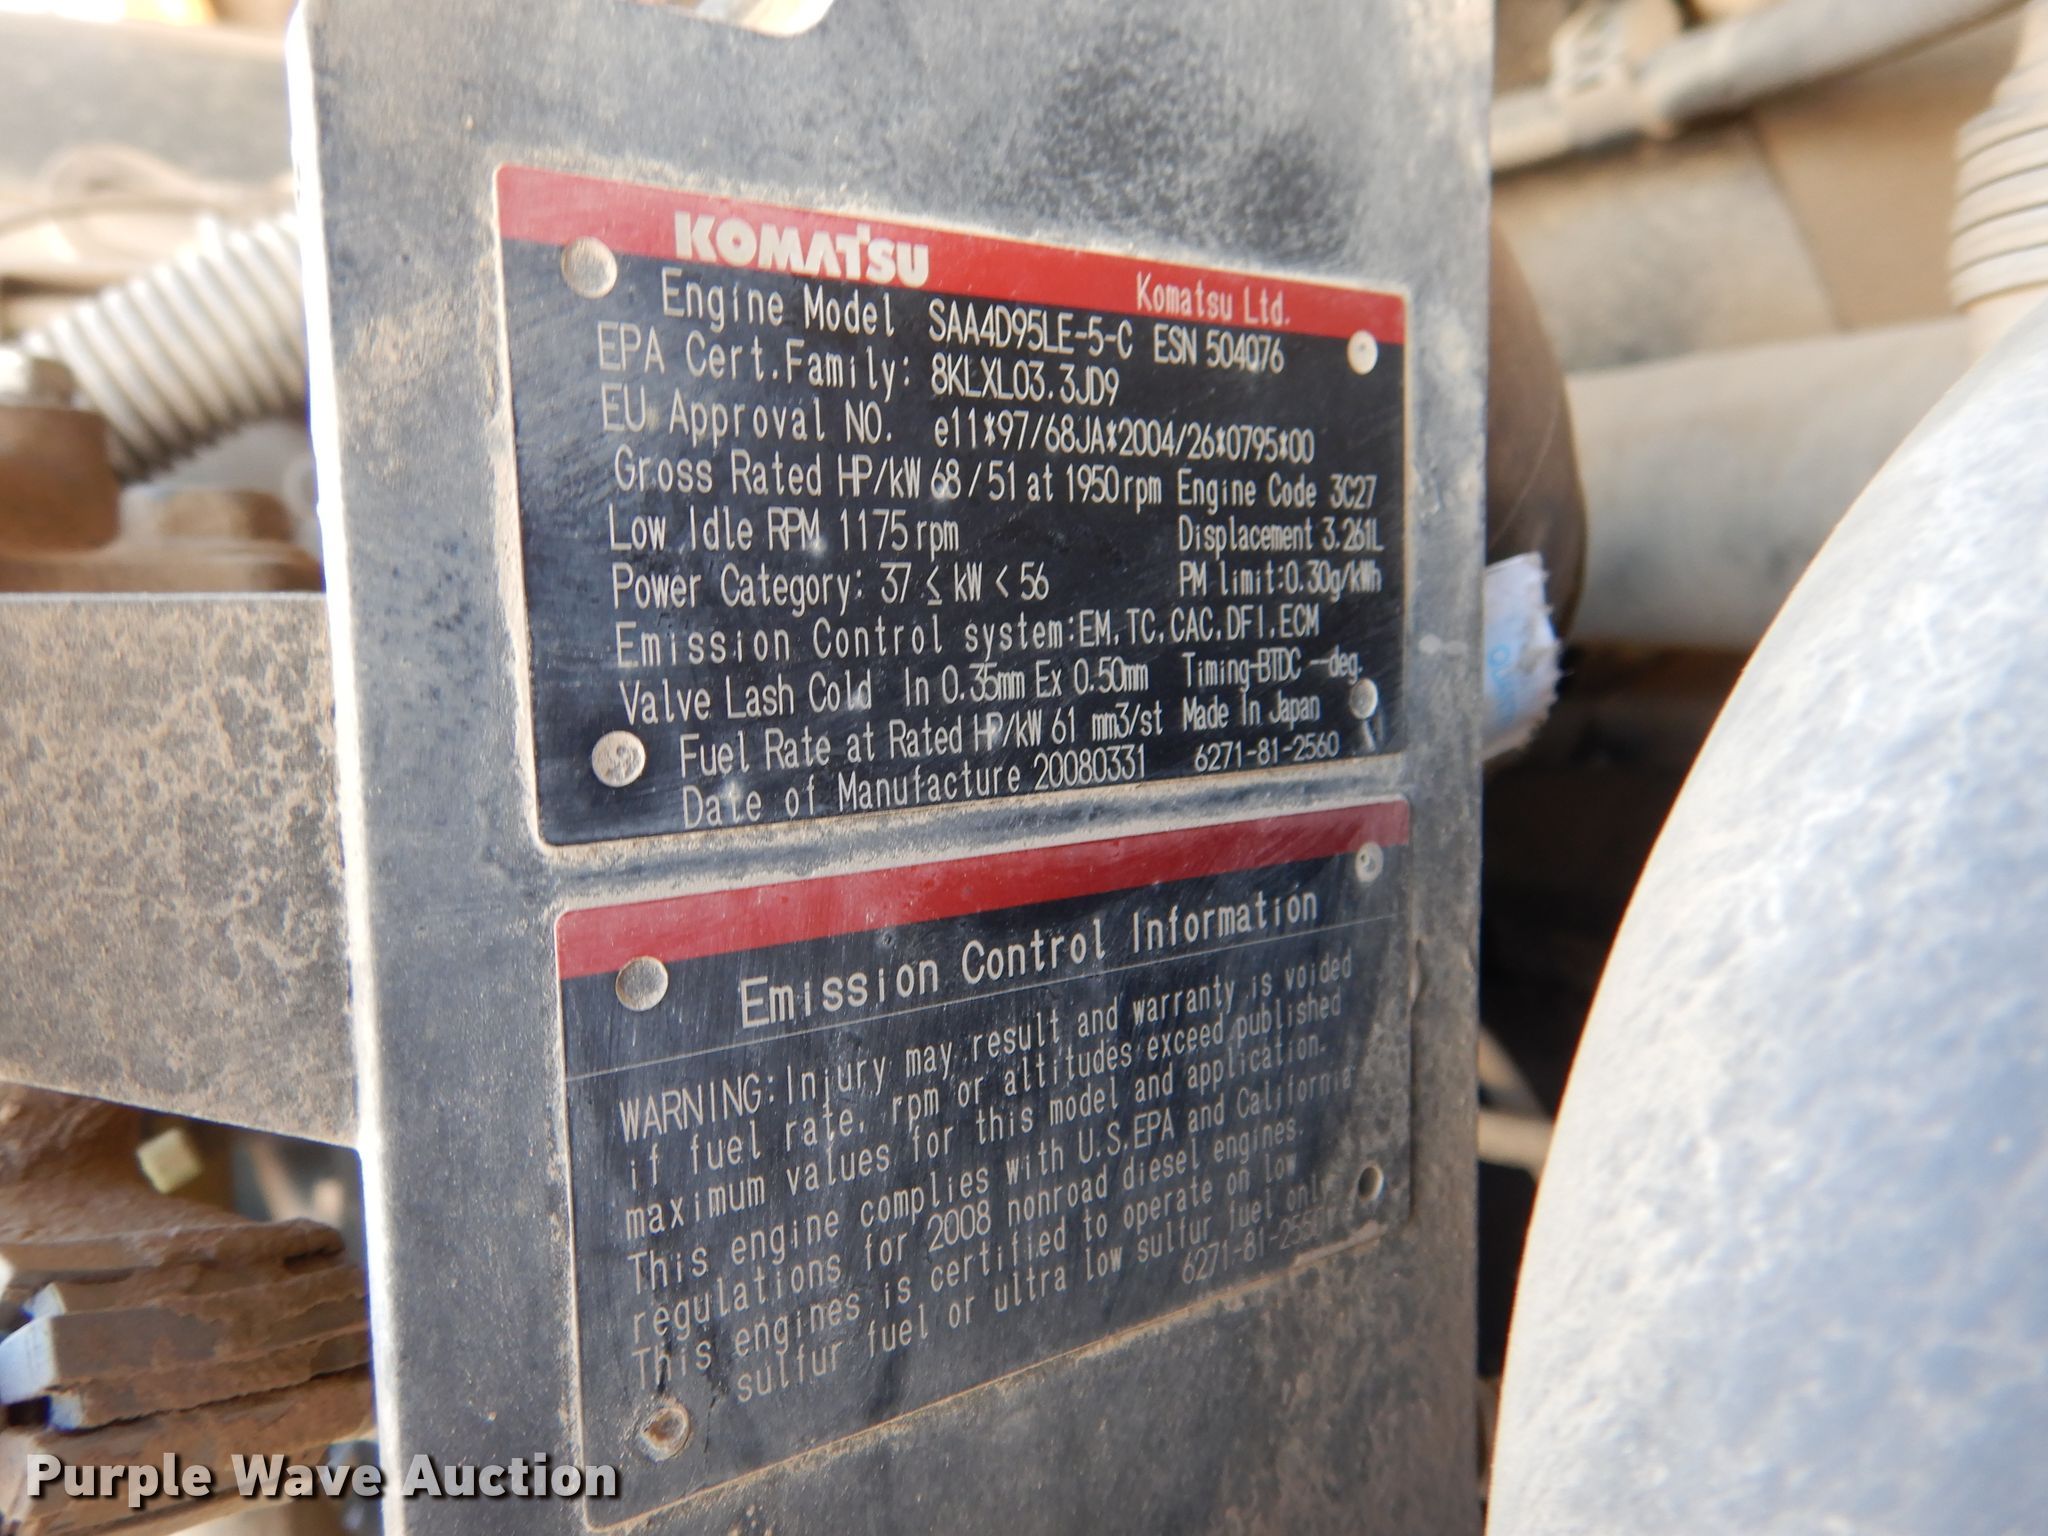 KOMATSU
Komatsu Ltd.
Engine Model SAA4D95LE-5-C ESN 504076
EPA Cert.Family: 8KLXL03.3JD9
EU Approval NO. e11*97/68JA*2004/26*0795*00
Gross Rated HP/kW 68/51 at 1950rpm Engine Code 3C27
Low Idle RPM 1175rpm Displacement 3.261L
Power Category: 37 ≤ kW < 56 PM limit:0.30g/kWh
Emission Control system:EM,TC,CAC,DFI,ECM
Valve Lash Cold In 0.35mm Ex 0.50mm Timing-BTDC --deg.
Fuel Rate at Rated HP/kW 61 mm3/st Made In Japan
Date of Manufacture 20080331 6271-81-2560
Emission Control Information
WARNING:Injury may result and warranty is voided
if fuel rate, rpm or altitudes exceed published
maximum values for this model and application.
This engine complies with U.S.EPA and California
regulations for 2008 nonroad diesel engines.
This engines is certified to operate on low
sulfur fuel or ultra low sulfur fuel only.
Purple Wave Auction